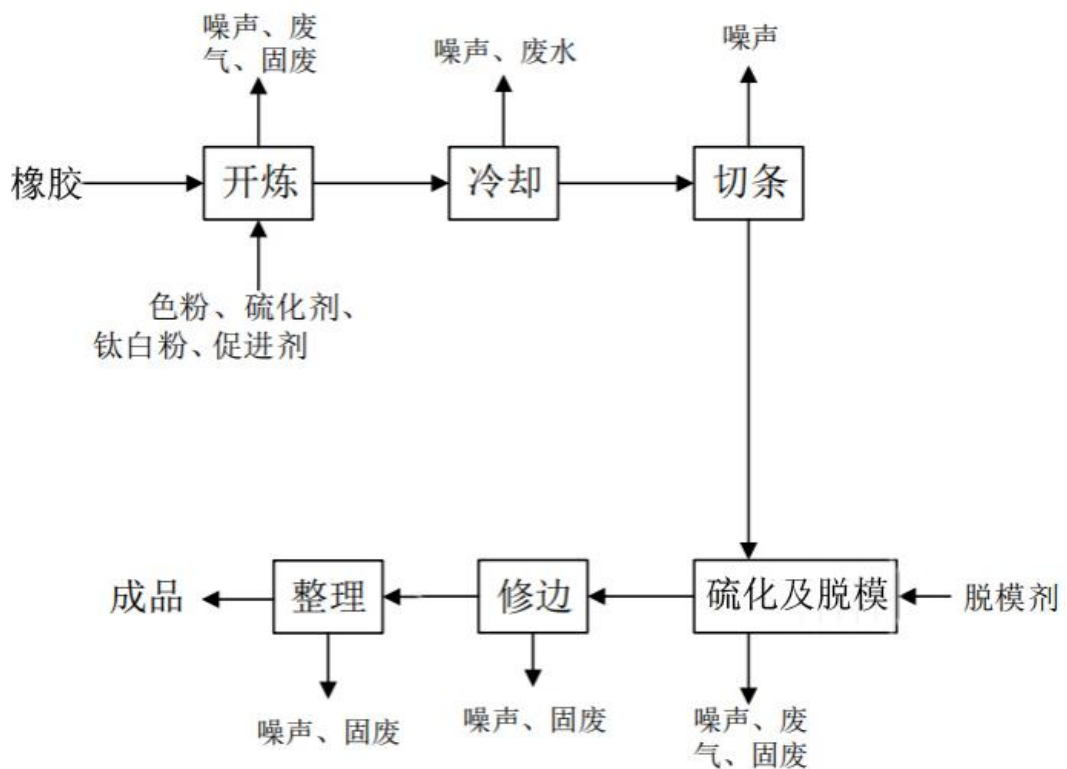 噪声、废
气、固废
噪声、废水
噪声
橡胶
开炼
冷却
切条
色粉、硫化剂、
钛白粉、促进剂
成品
整理
修边
硫化及脱模
脱模剂
噪声、固废
噪声、固废
噪声、废
气、固废